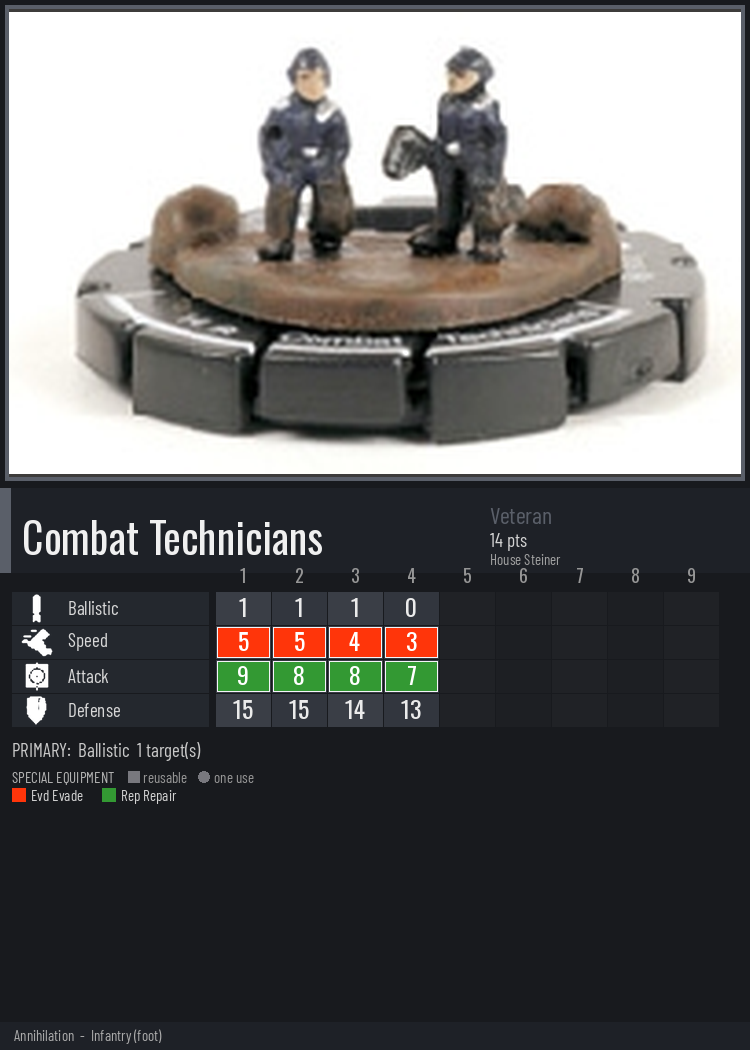 Combat Technicians
Combat Technicians
Veteran
14 pts
House Steiner
1 2 3 4 5 6 7 8 9
Ballistic 1 1 1 0
Speed 5 5 4 3
Attack 9 8 8 7
Defense 15 15 14 13
PRIMARY: Ballistic 1 target(s)
SPECIAL EQUIPMENT reusable one use
Evd Evade Rep Repair
Annihilation - Infantry (foot)